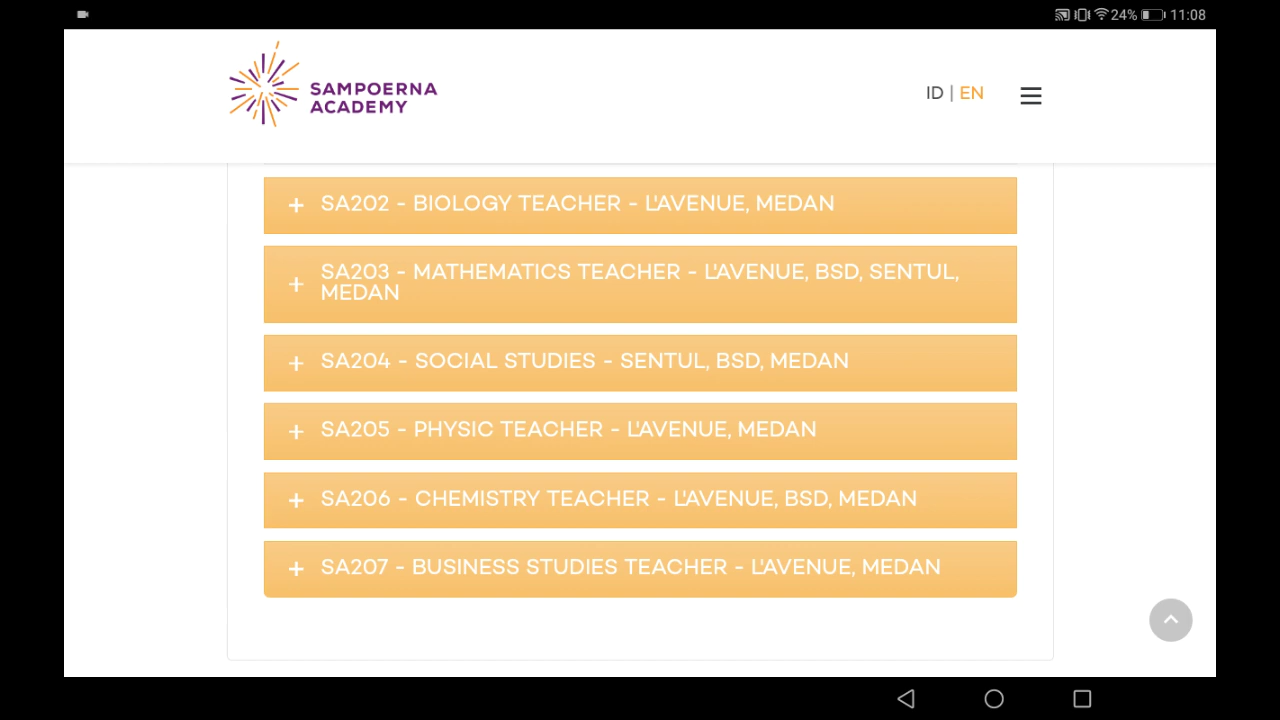 24% 11:08
SAMPOERNA
ACADEMY
ID | EN
+ SA202 - BIOLOGY TEACHER - L'AVENUE, MEDAN
+ SA203 - MATHEMATICS TEACHER - L'AVENUE, BSD, SENTUL,
MEDAN
+ SA204 - SOCIAL STUDIES - SENTUL, BSD, MEDAN
+ SA205 - PHYSIC TEACHER - L'AVENUE, MEDAN
+ SA206 - CHEMISTRY TEACHER - L'AVENUE, BSD, MEDAN
+ SA207 - BUSINESS STUDIES TEACHER - L'AVENUE, MEDAN